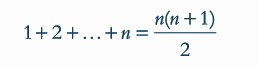 1+2+...+n = n(n+1)/2